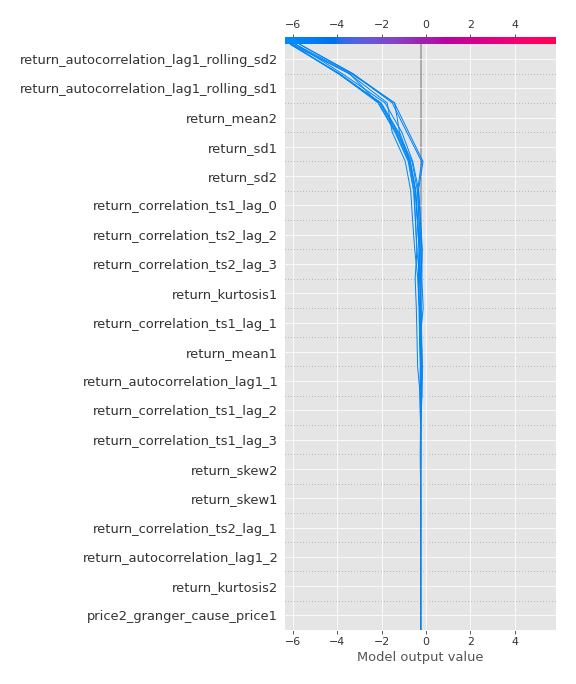 −6 −4 −2 0 2 4
return_autocorrelation_lag1_rolling_sd2
return_autocorrelation_lag1_rolling_sd1
return_mean2
return_sd1
return_sd2
return_correlation_ts1_lag_0
return_correlation_ts2_lag_2
return_correlation_ts2_lag_3
return_kurtosis1
return_correlation_ts1_lag_1
return_mean1
return_autocorrelation_lag1_1
return_correlation_ts1_lag_2
return_correlation_ts1_lag_3
return_skew2
return_skew1
return_correlation_ts2_lag_1
return_autocorrelation_lag1_2
return_kurtosis2
price2_granger_cause_price1
−6 −4 −2 0 2 4
Model output value